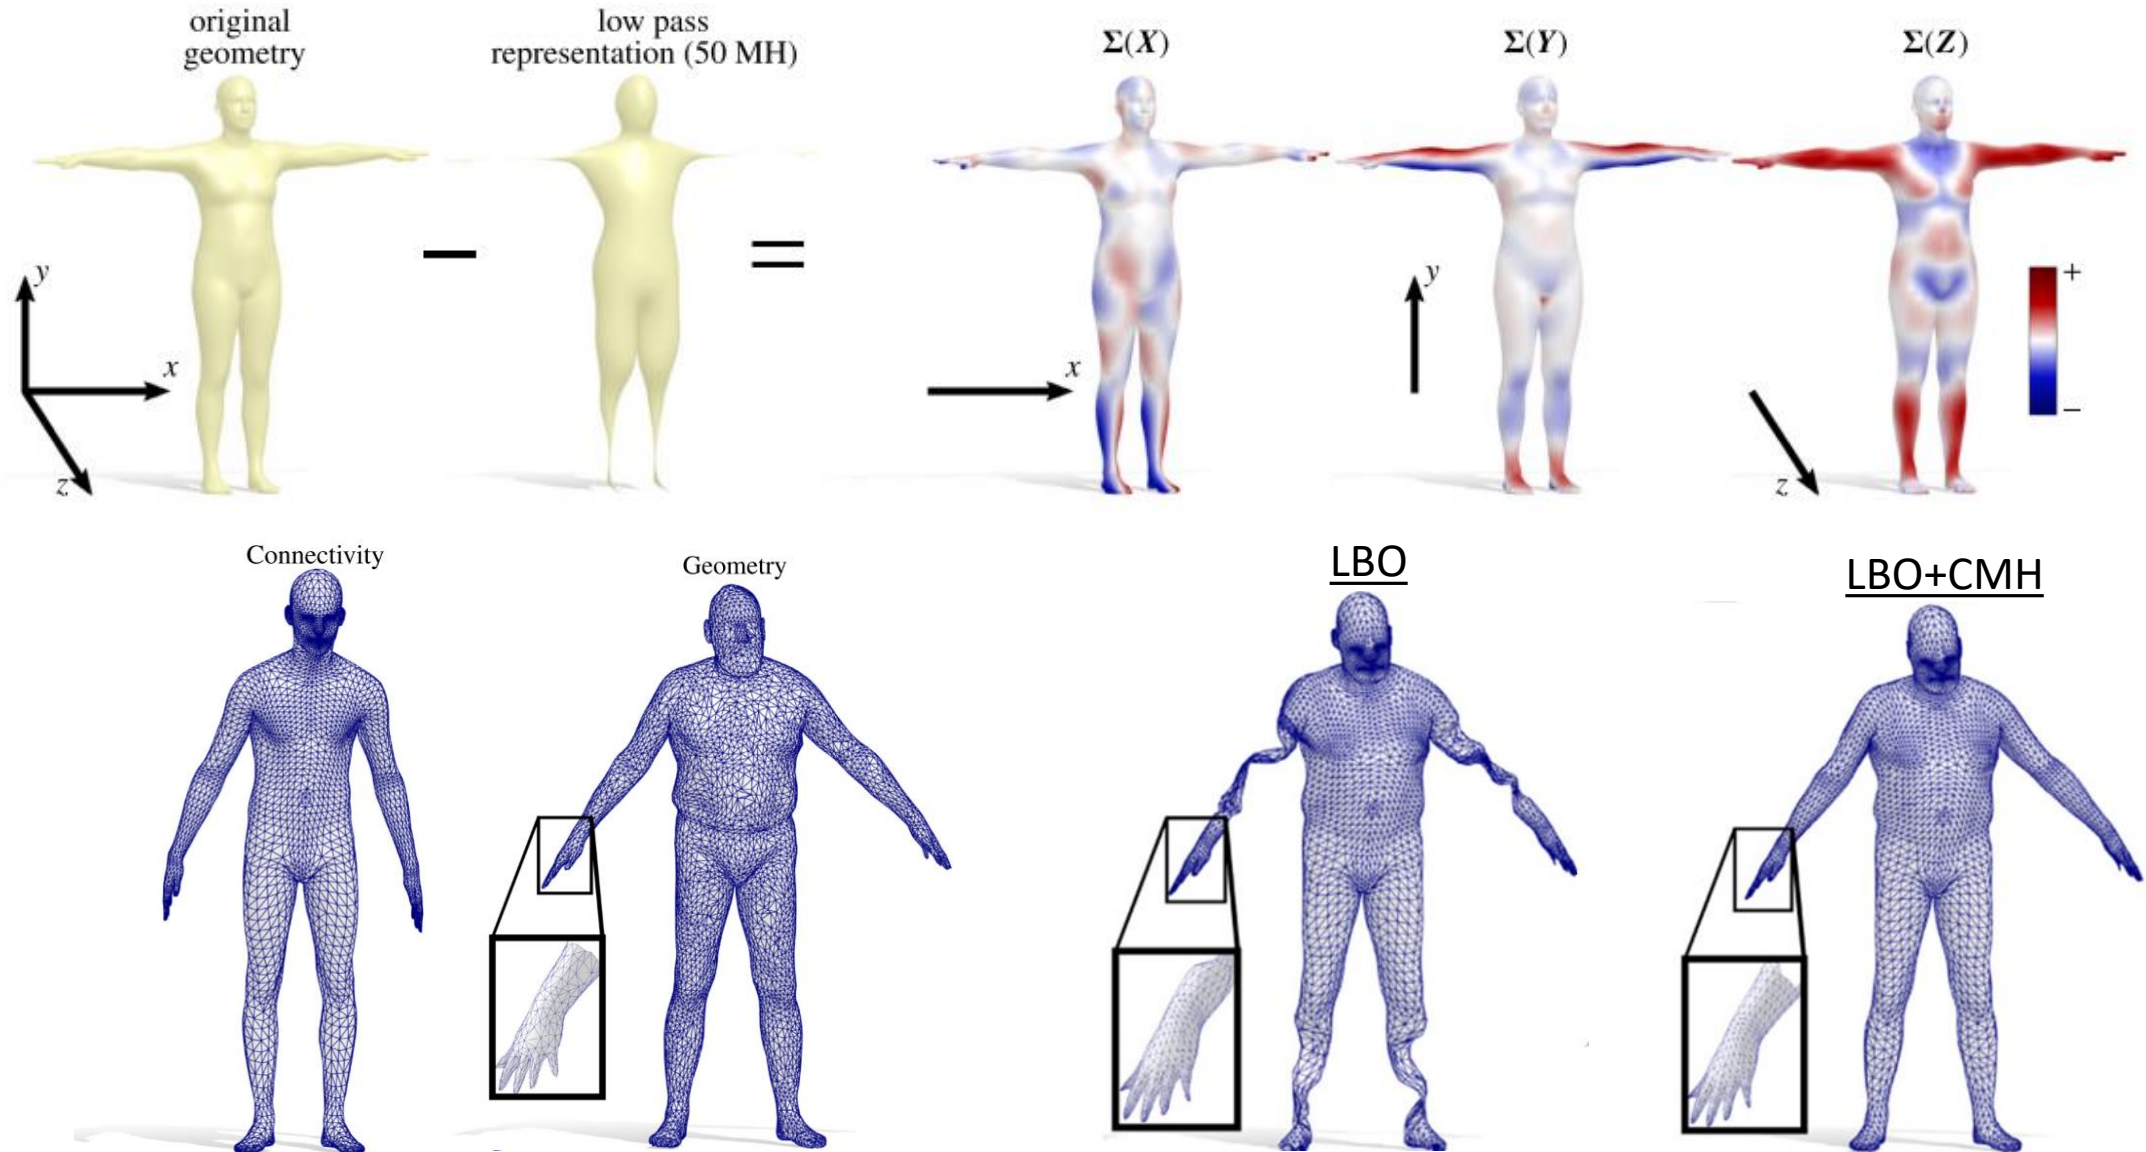 original
geometry
low pass
representation (50 MH)
Σ(X)
Σ(Y)
Σ(Z)
y
x
z
x
y
z
+
−
Connectivity
Geometry
LBO
LBO+CMH